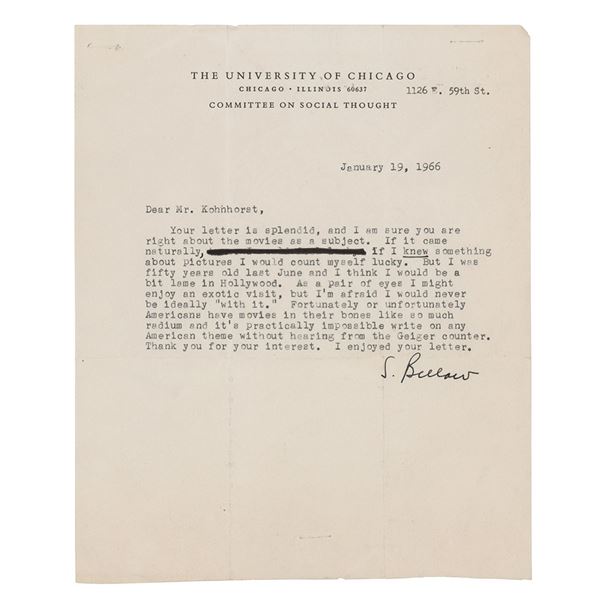 THE UNIVERSITY OF CHICAGO
CHICAGO · ILLINOIS 60637
1126 E. 59th St.
COMMITTEE ON SOCIAL THOUGHT
January 19, 1966
Dear Mr. Kohhhorst,
Your letter is splendid, and I am sure you are
right about the movies as a subject. If it came
naturally, if I knew something
about pictures I would count myself lucky. But I was
fifty years old last June and I think I would be a
bit lame in Hollywood. As a pair of eyes I might
enjoy an exotic visit, but I'm afraid I would never
be ideally "with it." Fortunately or unfortunately
Americans have movies in their bones like so much
radium and it's practically impossible write on any
American theme without hearing from the Geiger counter.
Thank you for your interest. I enjoyed your letter.
S. Bellow